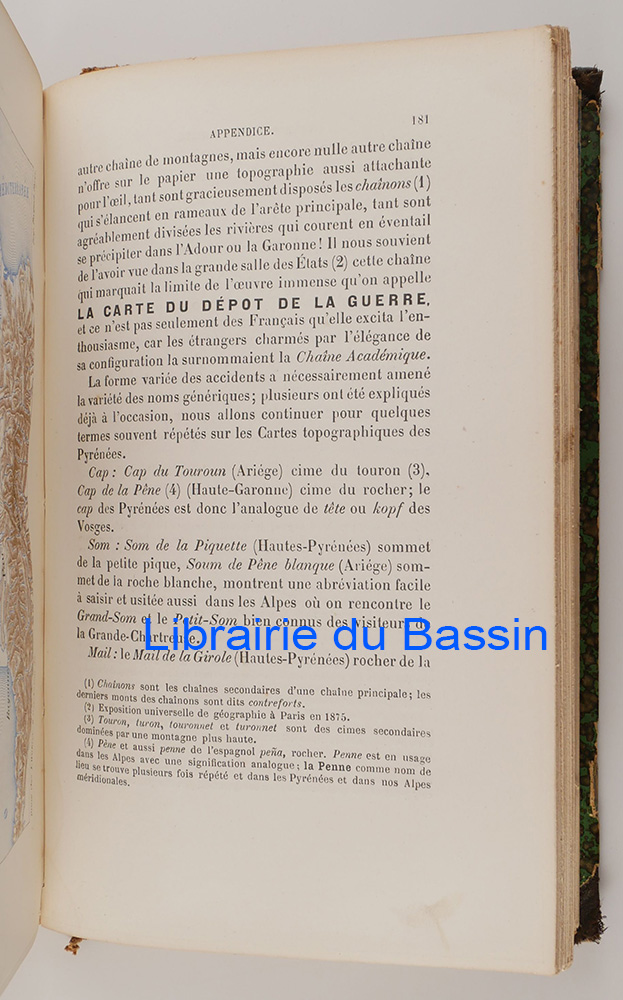 APPENDICE. 181
autre chaîne de montagnes, mais encore nulle autre chaîne
n'offre sur le papier une topographie aussi attachante
pour l'œil, tant sont gracieusement disposés les chaînons (1)
qui s'élancent en rameaux de l'arête principale, tant sont
agréablement divisées les rivières qui courent en éventail
se précipiter dans l'Adour ou la Garonne! Il nous souvient
de l'avoir vue dans la grande salle des États (2) cette chaîne
qui marquait la limite de l'œuvre immense qu'on appelle
LA CARTE DU DÉPOT DE LA GUERRE,
et ce n'est pas seulement des Français qu'elle excita l'en-
thousiasme, car les étrangers charmés par l'élégance de
sa configuration la surnommaient la Chaîne Académique.
La forme variée des accidents a nécessairement amené
la variété des noms génériques; plusieurs ont été expliqués
déjà à l'occasion, nous allons continuer pour quelques
termes souvent répétés sur les Cartes topographiques des
Pyrénées.
Cap : Cap du Touroun (Ariége) cime du touron (3),
Cap de la Pêne (4) (Haute-Garonne) cime du rocher; le
cap des Pyrénées est donc l'analogue de tête ou kopf des
Vosges.
Som : Som de la Piquette (Hautes-Pyrénées) sommet
de la petite pique, Soum de Pêne blanque (Ariége) som-
met de la roche blanche, montrent une abréviation facile
à saisir et usitée aussi dans les Alpes où on rencontre le
Grand-Som et le Petit-Som bien connus des visiteurs de
la Grande-Chartreuse.
Librairie du Bassin
Mail : le Mail de la Girole (Hautes-Pyrénées) rocher de la
(1) Chaînons sont les chaînes secondaires d'une chaîne principale; les
derniers monts des chaînons sont dits contreforts.
(2) Exposition universelle de géographie à Paris en 1875.
(3) Touron, turon, touronnet et turonnet sont des cimes secondaires
dominées par une montagne plus haute.
(4) Pêne et aussi penne de l'espagnol peña, rocher. Penne est en usage
dans les Alpes avec une signification analogue; la Penne comme nom de
lieu se trouve plusieurs fois répété et dans les Pyrénées et dans nos Alpes
méridionales.